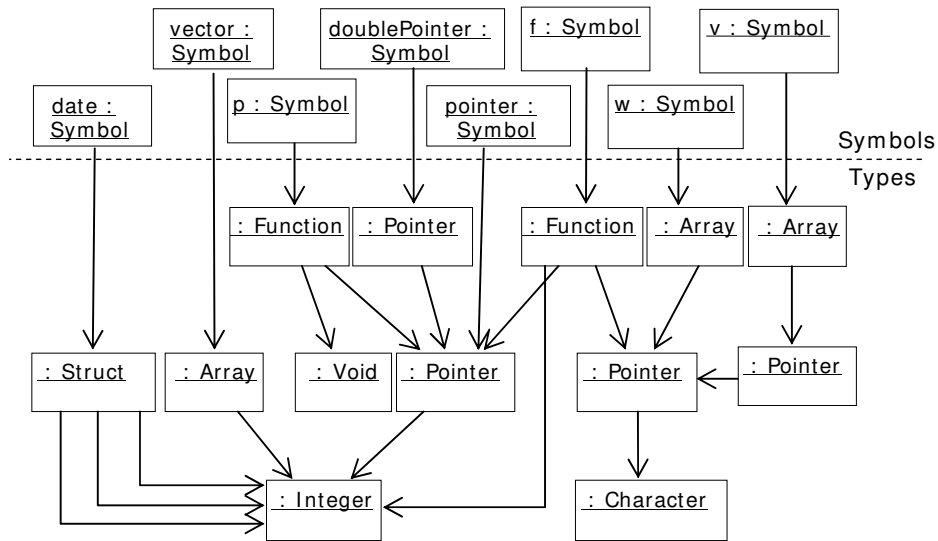 vector :
Symbol
doublePointer :
Symbol
f : Symbol
v : Symbol
date :
Symbol
p : Symbol
pointer :
Symbol
w : Symbol
Symbols
Types
: Function
: Pointer
: Function
: Array
: Array
: Struct
: Array
: Void
: Pointer
: Pointer
: Pointer
: Integer
: Character